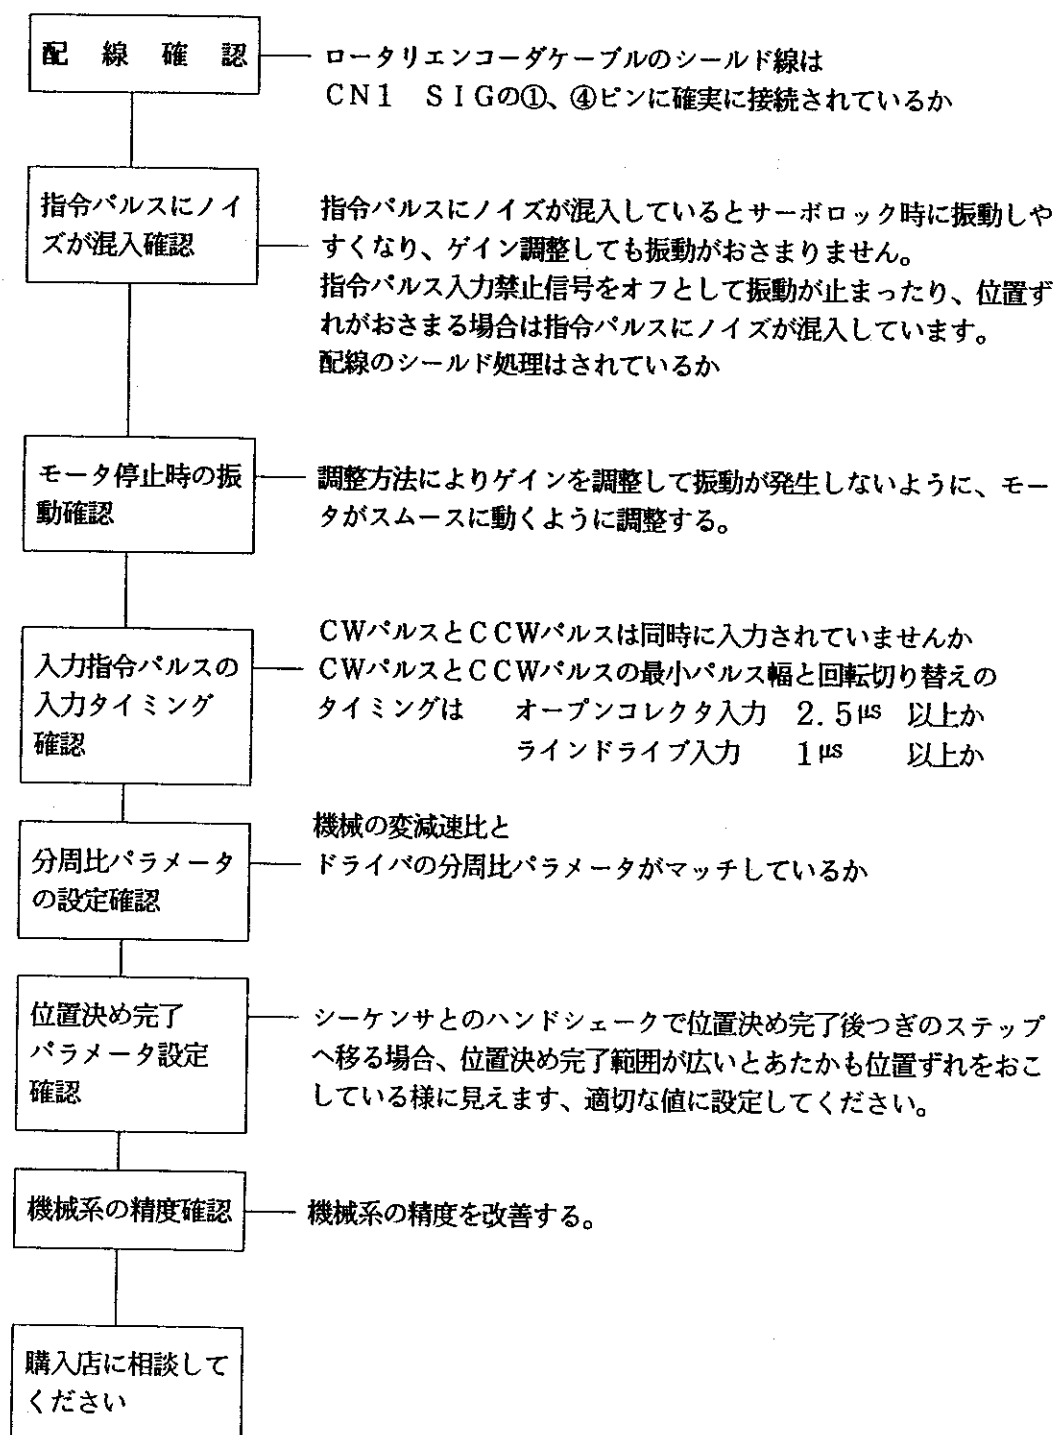 配線確認
ロータリエンコーダケーブルのシールド線は
CN1 SIGの①、④ピンに確実に接続されているか
指令パルスにノイ
ズが混入確認
指令パルスにノイズが混入しているとサーボロック時に振動しや
すくなり、ゲイン調整しても振動がおさまりません。
指令パルス入力禁止信号をオフとして振動が止まったり、位置ず
れがおさまる場合は指令パルスにノイズが混入しています。
配線のシールド処理はされているか
モータ停止時の振
動確認
調整方法によりゲインを調整して振動が発生しないように、モー
タがスムースに動くように調整する。
入力指令パルスの
入力タイミング
確認
CWパルスとCCWパルスは同時に入力されていませんか
CWパルスとCCWパルスの最小パルス幅と回転切り替えの
タイミングは オープンコレクタ入力 2.5μs 以上か
ラインドライブ入力 1μs 以上か
分周比パラメータ
の設定確認
機械の変減速比と
ドライバの分周比パラメータがマッチしているか
位置決め完了
パラメータ設定
確認
シーケンサとのハンドシェークで位置決め完了後つぎのステップ
へ移る場合、位置決め完了範囲が広いとあたかも位置ずれをおこ
している様に見えます、適切な値に設定してください。
機械系の精度確認
機械系の精度を改善する。
購入店に相談して
ください